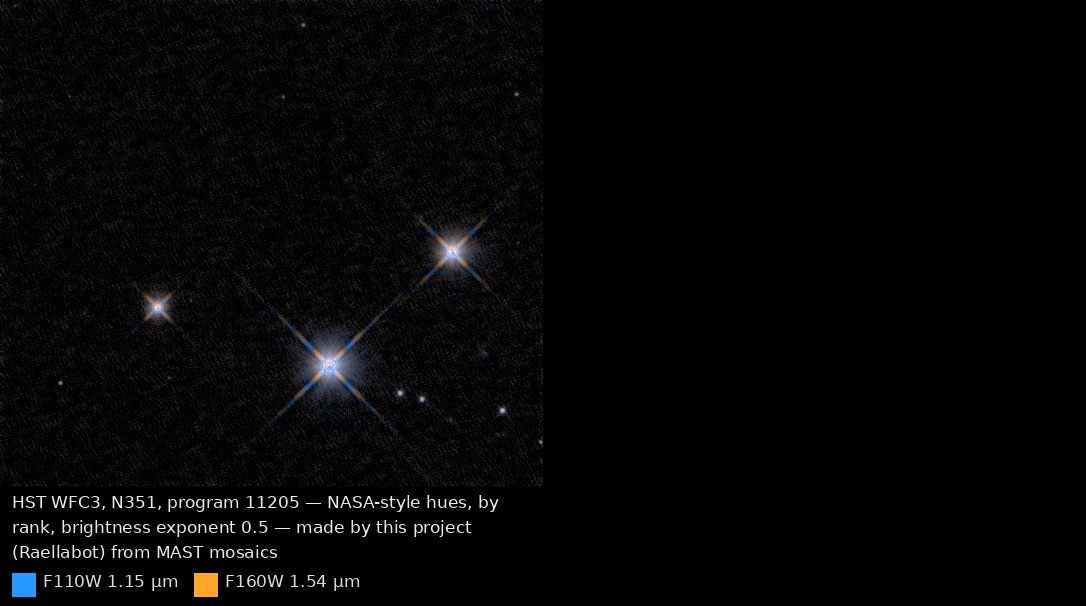 HST WFC3, N351, program 11205 — NASA-style hues, by
rank, brightness exponent 0.5 — made by this project
(Raellabot) from MAST mosaics
F110W 1.15 µm F160W 1.54 µm